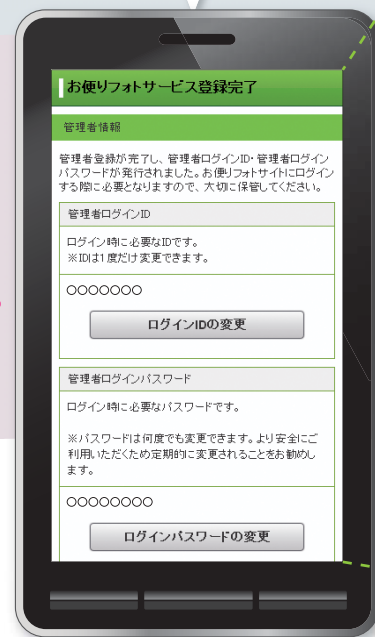 お便りフォトサービス登録完了
管理者情報
管理者登録が完了し、管理者ログインID・管理者ログイン
パスワードが発行されました。お便りフォトサイトにログイン
する際に必要となりますので、大切に保管してください。
管理者ログインID
ログイン時に必要なIDです。
※IDは1度だけ変更できます。
○○○○○○○
ログインIDの変更
管理者ログインパスワード
ログイン時に必要なパスワードです。
※パスワードは何度でも変更できます。より安全にご
利用いただくため定期的に変更されることをお勧めし
ます。
○○○○○○○○
ログインパスワードの変更